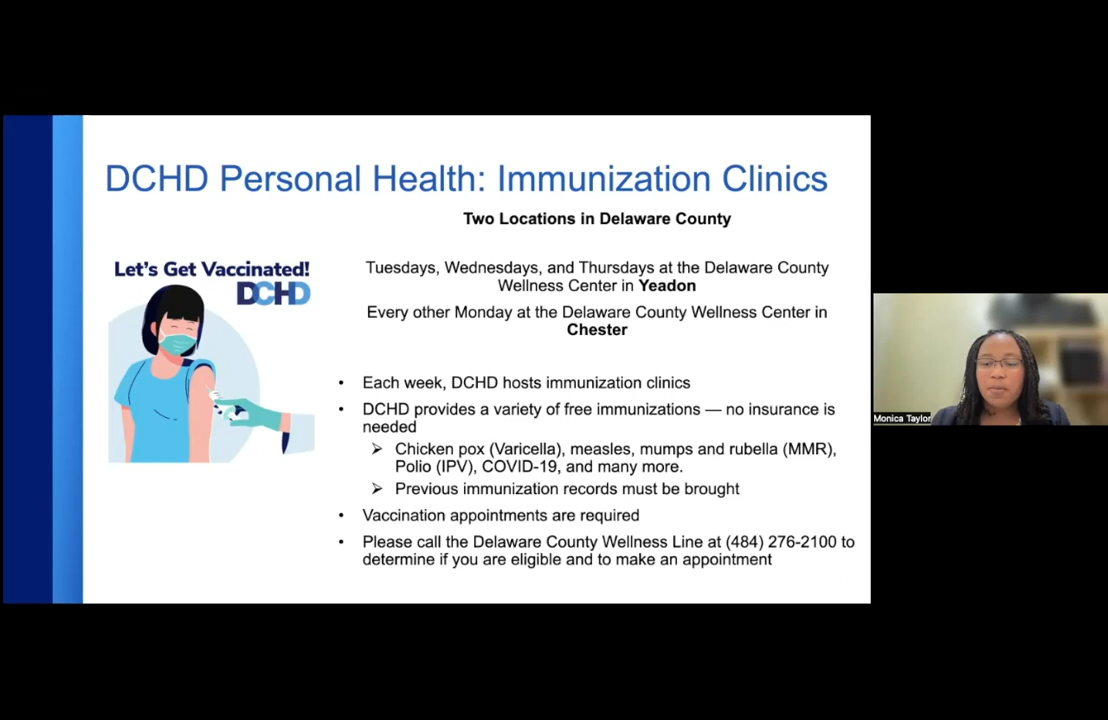 DCHD Personal Health: Immunization Clinics
Two Locations in Delaware County
Let's Get Vaccinated!
DCHD
Tuesdays, Wednesdays, and Thursdays at the Delaware County
Wellness Center in Yeadon
Every other Monday at the Delaware County Wellness Center in
Chester
• Each week, DCHD hosts immunization clinics
• DCHD provides a variety of free immunizations — no insurance is
needed
➢ Chicken pox (Varicella), measles, mumps and rubella (MMR),
Polio (IPV), COVID-19, and many more.
➢ Previous immunization records must be brought
• Vaccination appointments are required
• Please call the Delaware County Wellness Line at (484) 276-2100 to
determine if you are eligible and to make an appointment
Monica Taylor